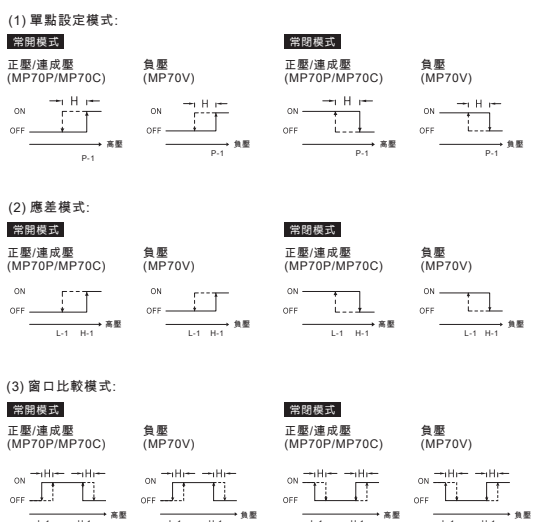 (1) 單點設定模式:
常開模式
常閉模式
正壓/連成壓
(MP70P/MP70C)
負壓
(MP70V)
正壓/連成壓
(MP70P/MP70C)
負壓
(MP70V)
H
ON
OFF
高壓
P-1
H
ON
OFF
負壓
P-1
H
ON
OFF
高壓
P-1
H
ON
OFF
負壓
P-1
(2) 應差模式:
常開模式
常閉模式
正壓/連成壓
(MP70P/MP70C)
負壓
(MP70V)
正壓/連成壓
(MP70P/MP70C)
負壓
(MP70V)
ON
OFF
高壓
L-1 H-1
ON
OFF
負壓
L-1 H-1
ON
OFF
高壓
L-1 H-1
ON
OFF
負壓
L-1 H-1
(3) 窗口比較模式:
常開模式
常閉模式
正壓/連成壓
(MP70P/MP70C)
負壓
(MP70V)
正壓/連成壓
(MP70P/MP70C)
負壓
(MP70V)
H H
ON
OFF
高壓
H H
ON
OFF
負壓
H H
ON
OFF
高壓
H H
ON
OFF
負壓